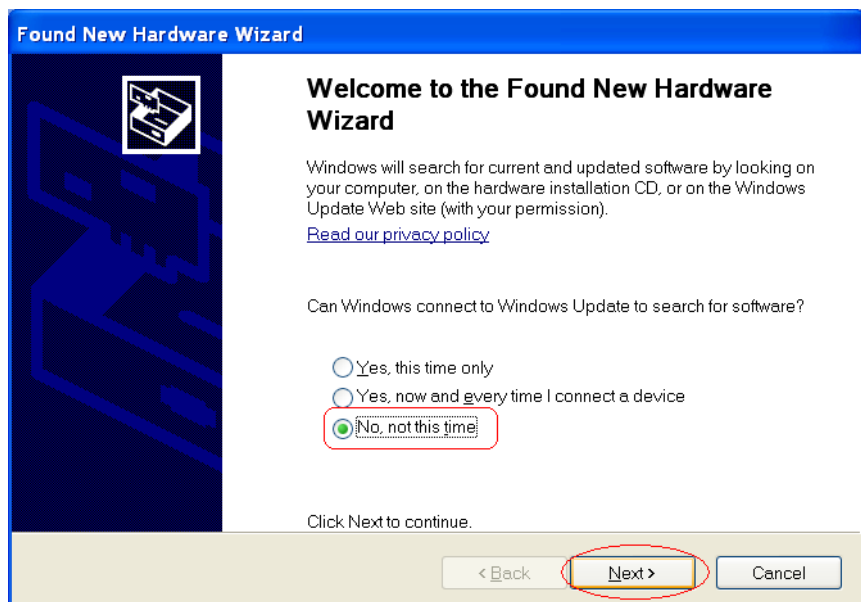 Found New Hardware Wizard
Welcome to the Found New Hardware
Wizard
Windows will search for current and updated software by looking on
your computer, on the hardware installation CD, or on the Windows
Update Web site (with your permission).
Read our privacy policy
Can Windows connect to Windows Update to search for software?
Yes, this time only
Yes, now and every time I connect a device
No, not this time
Click Next to continue.
< Back Next > Cancel